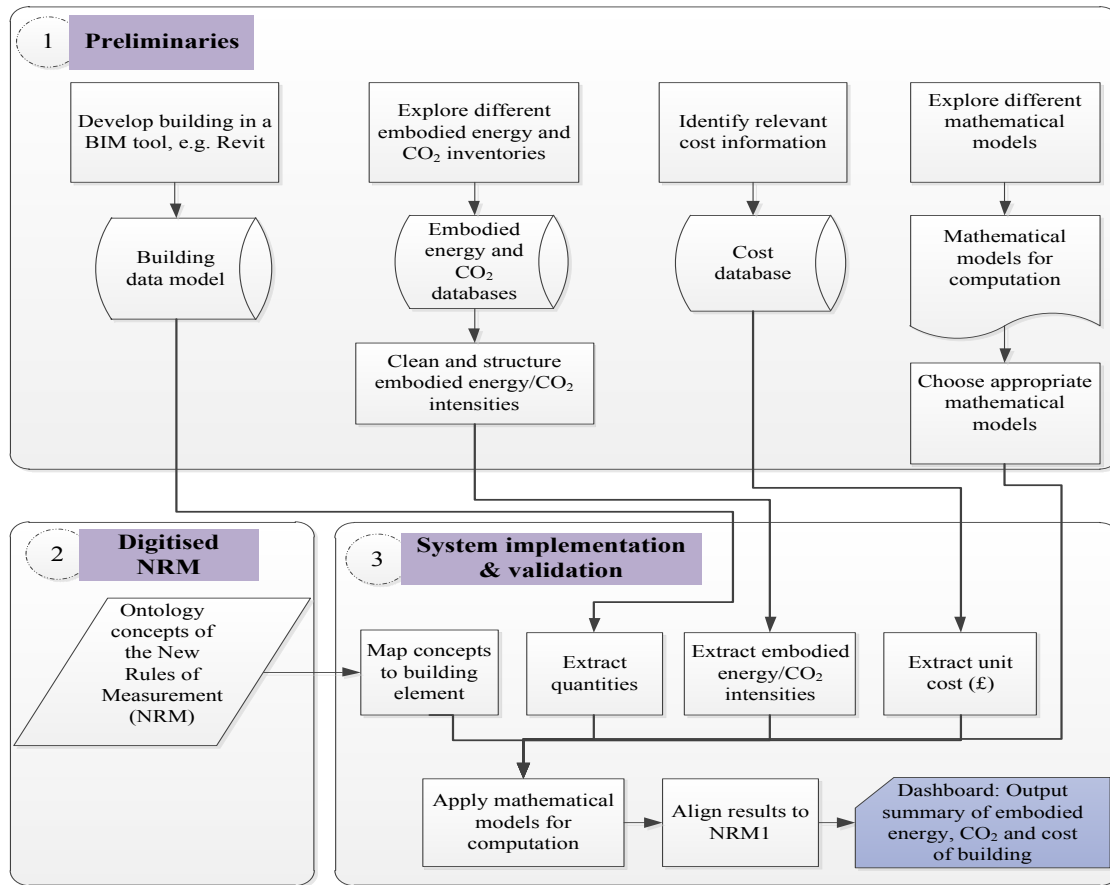 1
Preliminaries
Develop building in a
BIM tool, e.g. Revit
Explore different
embodied energy and
CO₂ inventories
Identify relevant
cost information
Explore different
mathematical
models
Building
data model
Embodied
energy and
CO₂
databases
Cost
database
Mathematical
models for
computation
Clean and structure
embodied energy/CO₂
intensities
Choose appropriate
mathematical
models
2
Digitised
NRM
Ontology
concepts of
the New
Rules of
Measurement
(NRM)
3
System implementation
& validation
Map concepts
to building
element
Extract
quantities
Extract embodied
energy/CO₂
intensities
Extract unit
cost (£)
Apply mathematical
models for
computation
Align results to
NRM1
Dashboard: Output
summary of embodied
energy, CO₂ and cost
of building